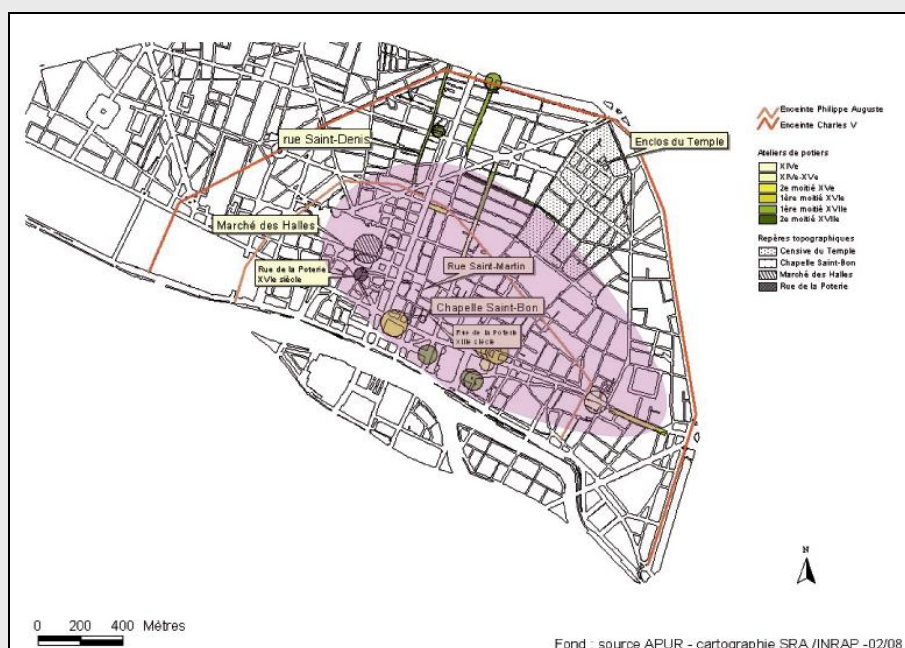 rue Saint-Denis
Enclos du Temple
Marché des Halles
Rue de la Poterie
XVIe siècle
Rue Saint-Martin
Chapelle Saint-Bon
Rue de la Poterie
XIIIe siècle
Enceinte Philippe Auguste
Enceinte Charles V
Ateliers de potiers
XIVe
XIVe-XVe
2e moitié XVe
1ère moitié XVIe
1ère moitié XVIIe
2e moitié XVIIe
Repères topographiques
Censive du Temple
Chapelle Saint-Bon
Marché des Halles
Rue de la Poterie
N
0 200 400 Métres
Fond : source APUR - cartographie SRA /INRAP -02/08